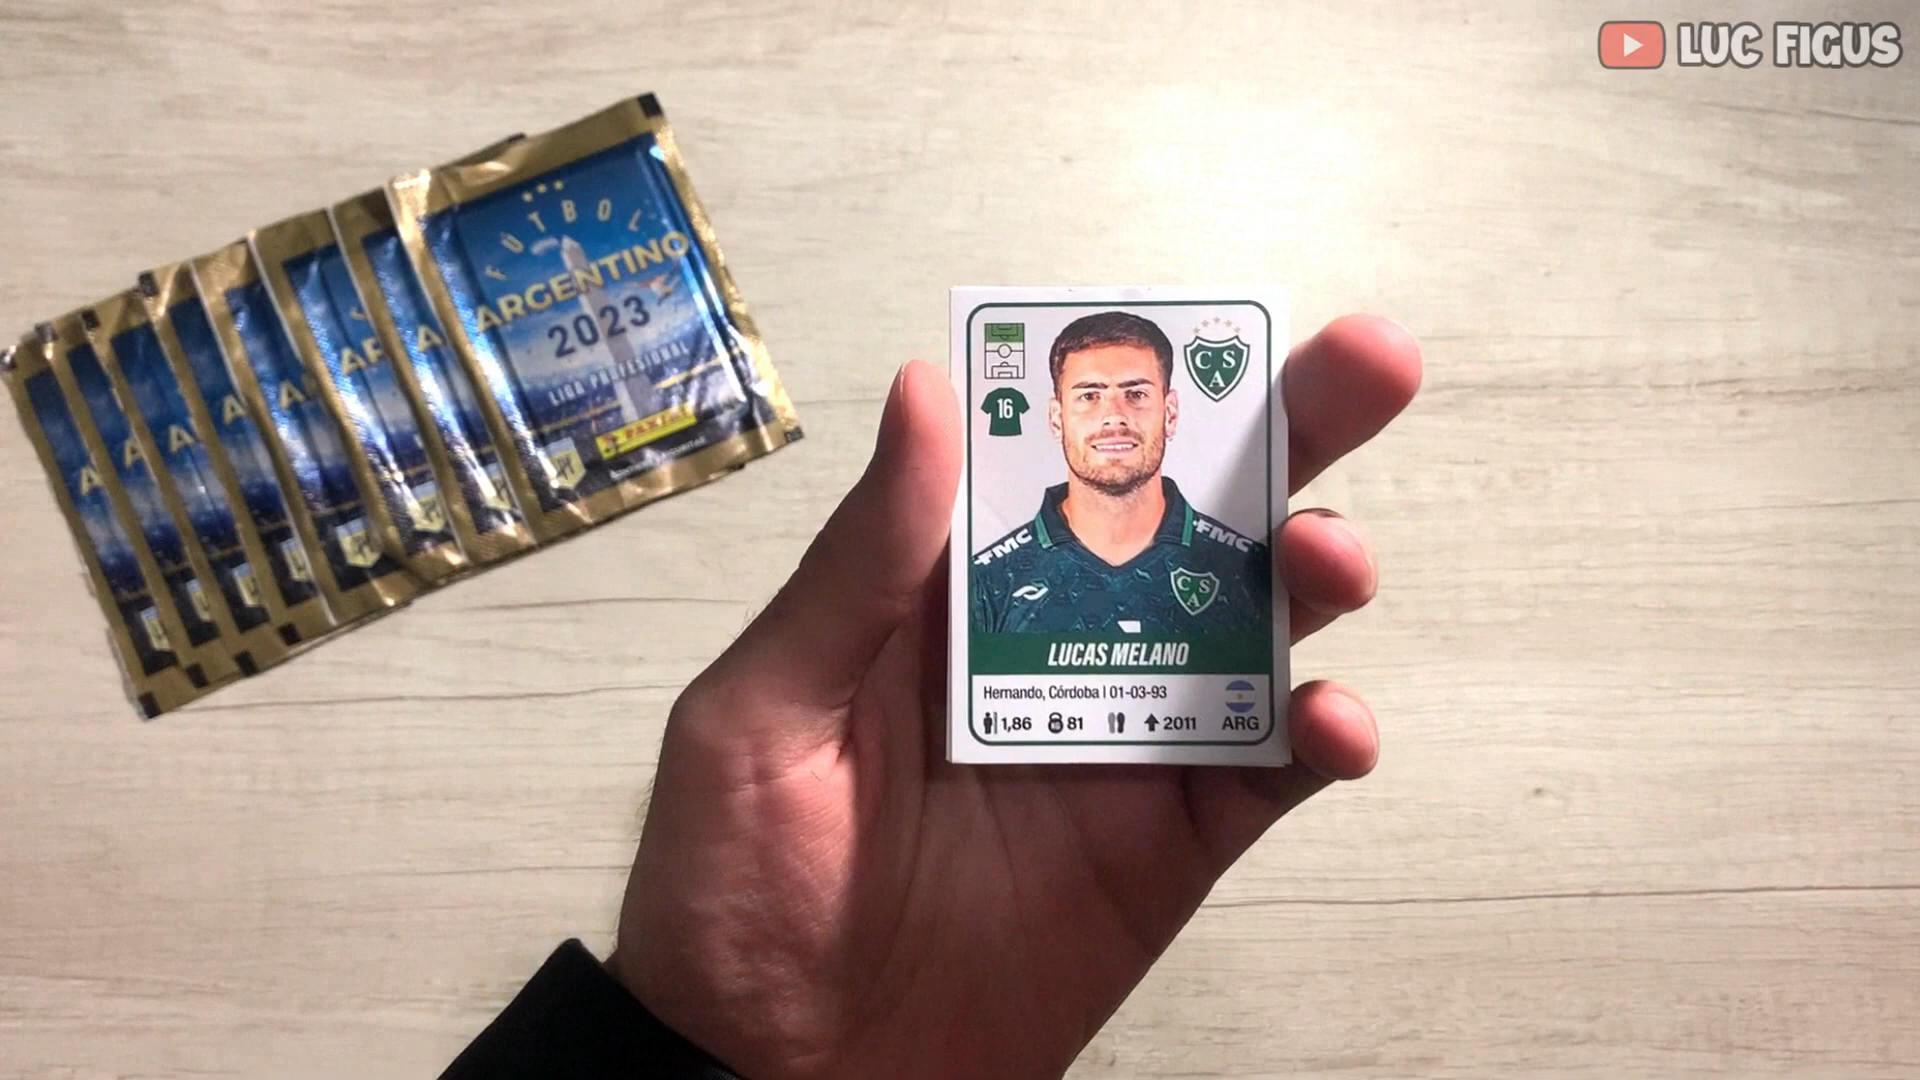 LUC FIGUS
FÚTBOL
ARGENTINO
2023
LIGA PROFESIONAL
PANINI
16
CSA
FMC
FMC
CSA
LUCAS MELANO
Hernando, Córdoba | 01-03-93
1,86 81 2011 ARG